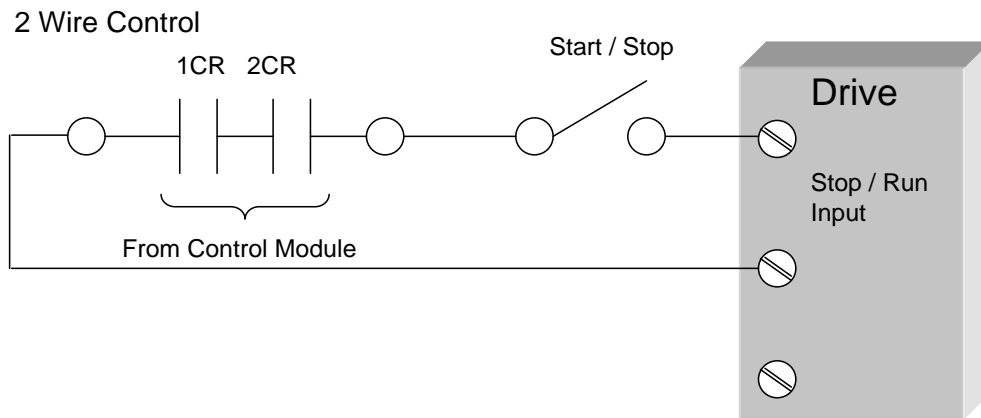 2 Wire Control
1CR 2CR
Start / Stop
Drive
Stop / Run
Input
From Control Module